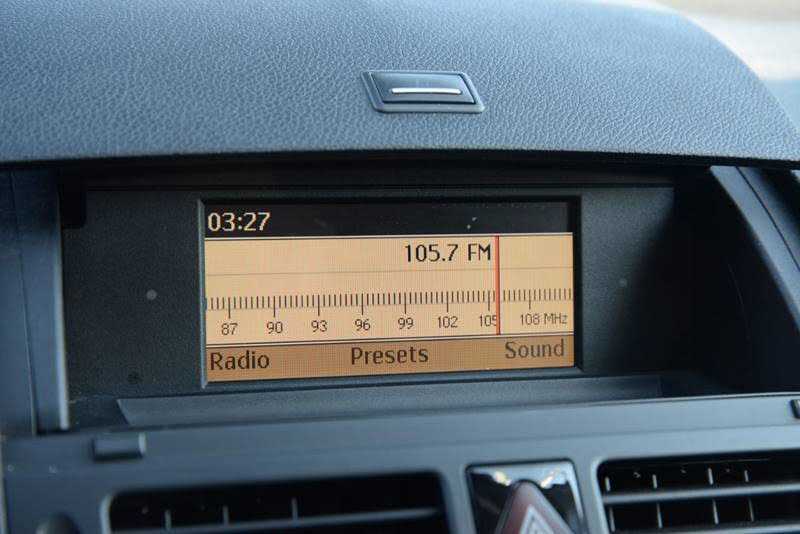 03:27
105.7 FM
87 90 93 96 99 102 105 108 MHz
Radio Presets Sound